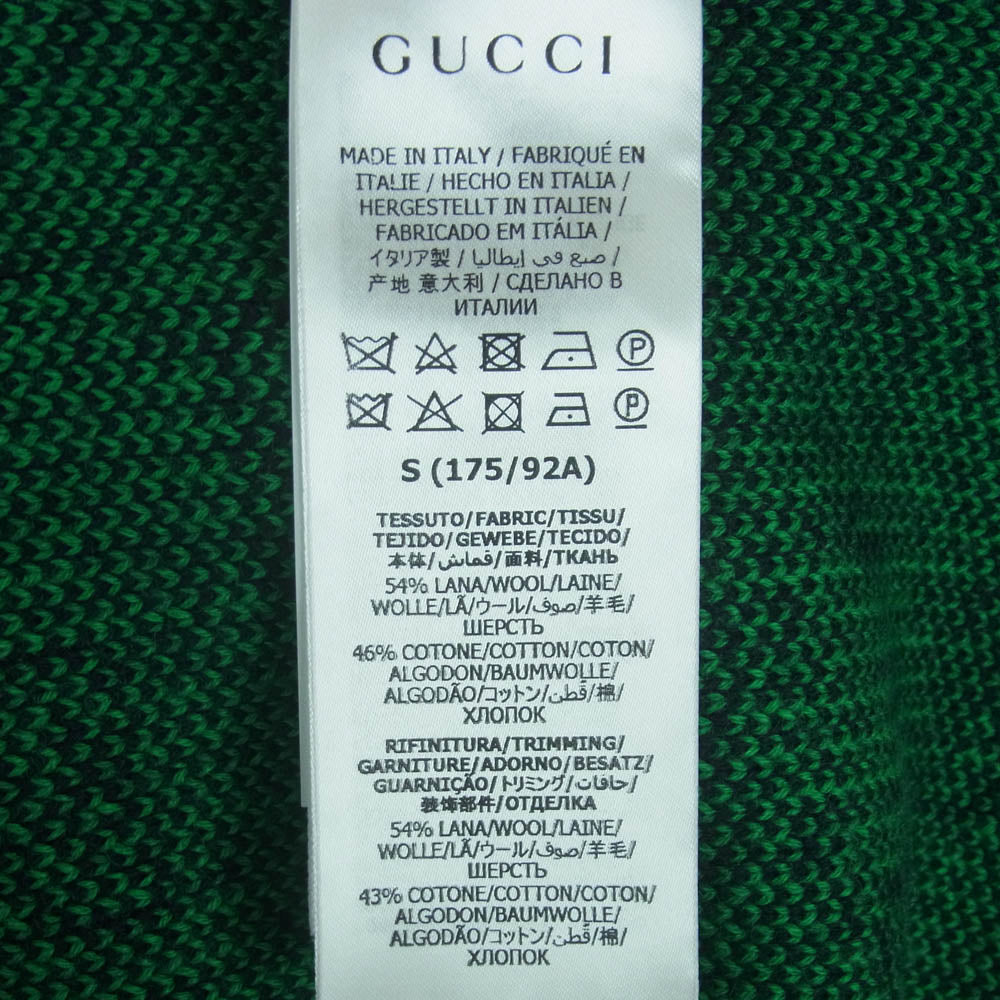 GUCCI
MADE IN ITALY / FABRIQUÉ EN
ITALIE / HECHO EN ITALIA /
HERGESTELLT IN ITALIEN /
FABRICADO EM ITÁLIA /
イタリア製 / صنع في إيطاليا /
产地 意大利 / СДЕЛАНО В
ИТАЛИИ
P
P
S (175/92A)
TESSUTO/FABRIC/TISSU/
TEJIDO/GEWEBE/TECIDO/
本体/قماش/面料/ТКАНЬ
54% LANA/WOOL/LAINE/
WOLLE/LÃ/ウール/صوف/羊毛/
ШЕРСТЬ
46% COTONE/COTTON/COTON/
ALGODON/BAUMWOLLE/
ALGODÃO/コットン/قطن/棉/
ХЛОПОК
RIFINITURA/TRIMMING/
GARNITURE/ADORNO/BESATZ/
GUARNIÇÃO/トリミング/حافات/
装饰部件/ОТДЕЛКА
54% LANA/WOOL/LAINE/
WOLLE/LÃ/ウール/صوف/羊毛/
ШЕРСТЬ
43% COTONE/COTTON/COTON/
ALGODON/BAUMWOLLE/
ALGODÃO/コットン/قطن/棉/
ХЛОПОК